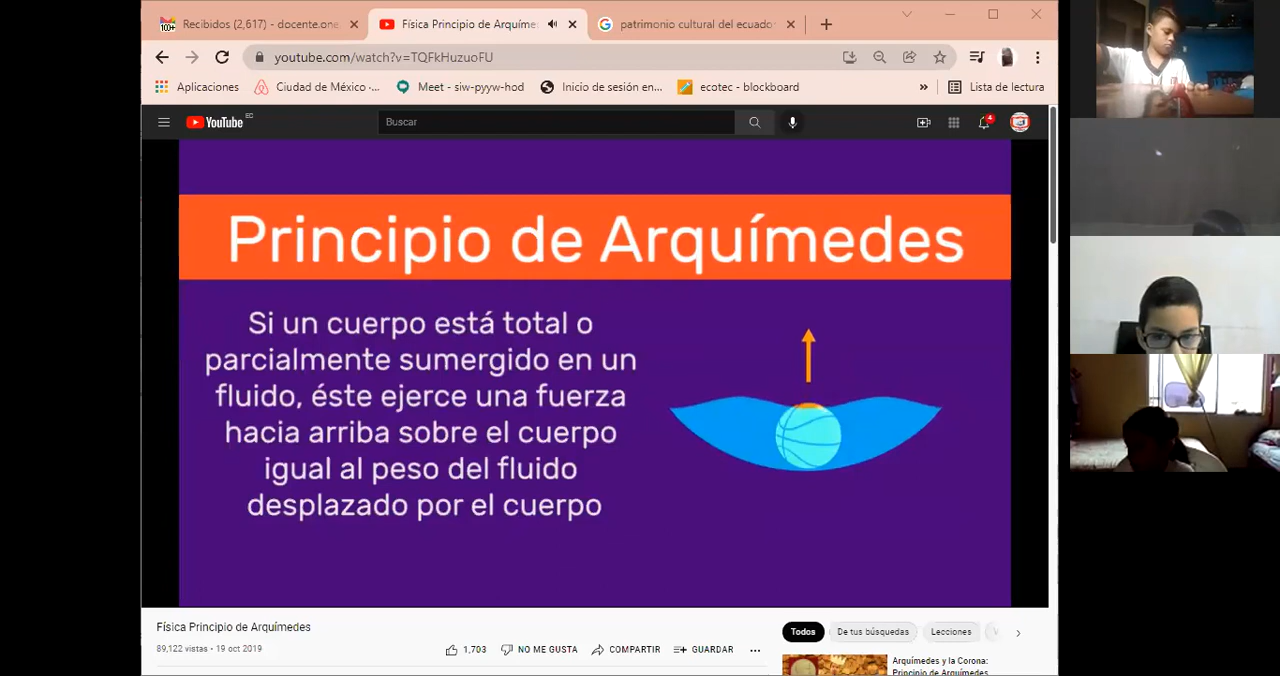 100+
Recibidos (2,617) - docente.one
Física Principio de Arquíme
patrimonio cultural del ecuado
youtube.com/watch?v=TQFkHuzuoFU
Aplicaciones
Ciudad de México ·...
Meet - siw-pyyw-hod
Inicio de sesión en...
ecotec - blockboard
»
Lista de lectura
YouTube EC
Buscar
4
Principio de Arquímedes
Si un cuerpo está total o
parcialmente sumergido en un
fluido, éste ejerce una fuerza
hacia arriba sobre el cuerpo
igual al peso del fluido
desplazado por el cuerpo
Física Principio de Arquímedes
89,122 vistas • 19 oct 2019
1,703
NO ME GUSTA
COMPARTIR
GUARDAR
...
Todos
De tus búsquedas
Lecciones
Arquímedes y la Corona:
Principio de Arquímedes